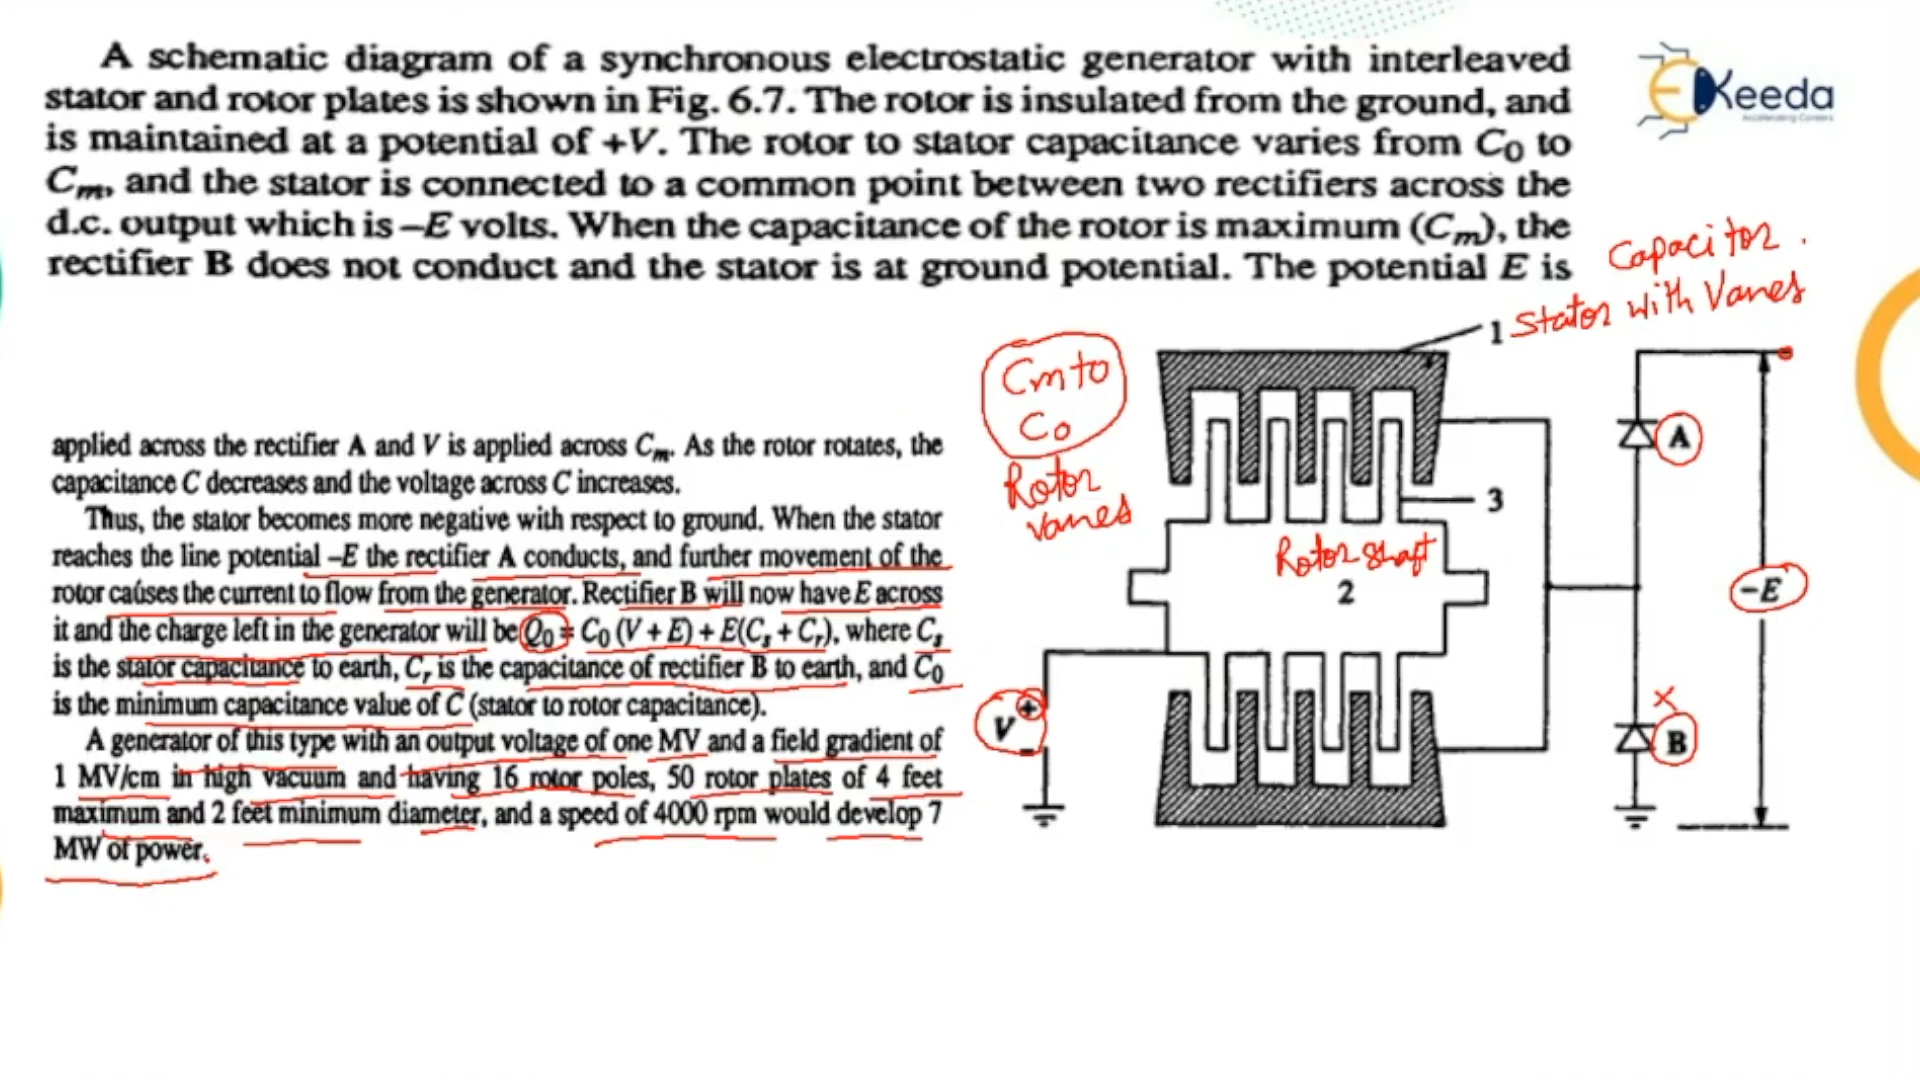 A schematic diagram of a synchronous electrostatic generator with interleaved
stator and rotor plates is shown in Fig. 6.7. The rotor is insulated from the ground, and
is maintained at a potential of +V. The rotor to stator capacitance varies from C₀ to
Cₘ, and the stator is connected to a common point between two rectifiers across the
d.c. output which is –E volts. When the capacitance of the rotor is maximum (Cₘ), the
rectifier B does not conduct and the stator is at ground potential. The potential E is
applied across the rectifier A and V is applied across Cₘ. As the rotor rotates, the
capacitance C decreases and the voltage across C increases.
Thus, the stator becomes more negative with respect to ground. When the stator
reaches the line potential –E the rectifier A conducts, and further movement of the
rotor causes the current to flow from the generator. Rectifier B will now have E across
it and the charge left in the generator will be Q₀ = C₀ (V + E) + E(Cₛ + Cᵣ), where Cₛ
is the stator capacitance to earth, Cᵣ is the capacitance of rectifier B to earth, and C₀
is the minimum capacitance value of C (stator to rotor capacitance).
A generator of this type with an output voltage of one MV and a field gradient of
1 MV/cm in high vacuum and having 16 rotor poles, 50 rotor plates of 4 feet
maximum and 2 feet minimum diameter, and a speed of 4000 rpm would develop 7
MW of power.
Keeda
Accelerating Careers
Capacitor.
1 Stator with Vanes
Cm to
Co
Rotor
Vanes
3
Rotor shaft
2
V
+
–
A
–E
x
B